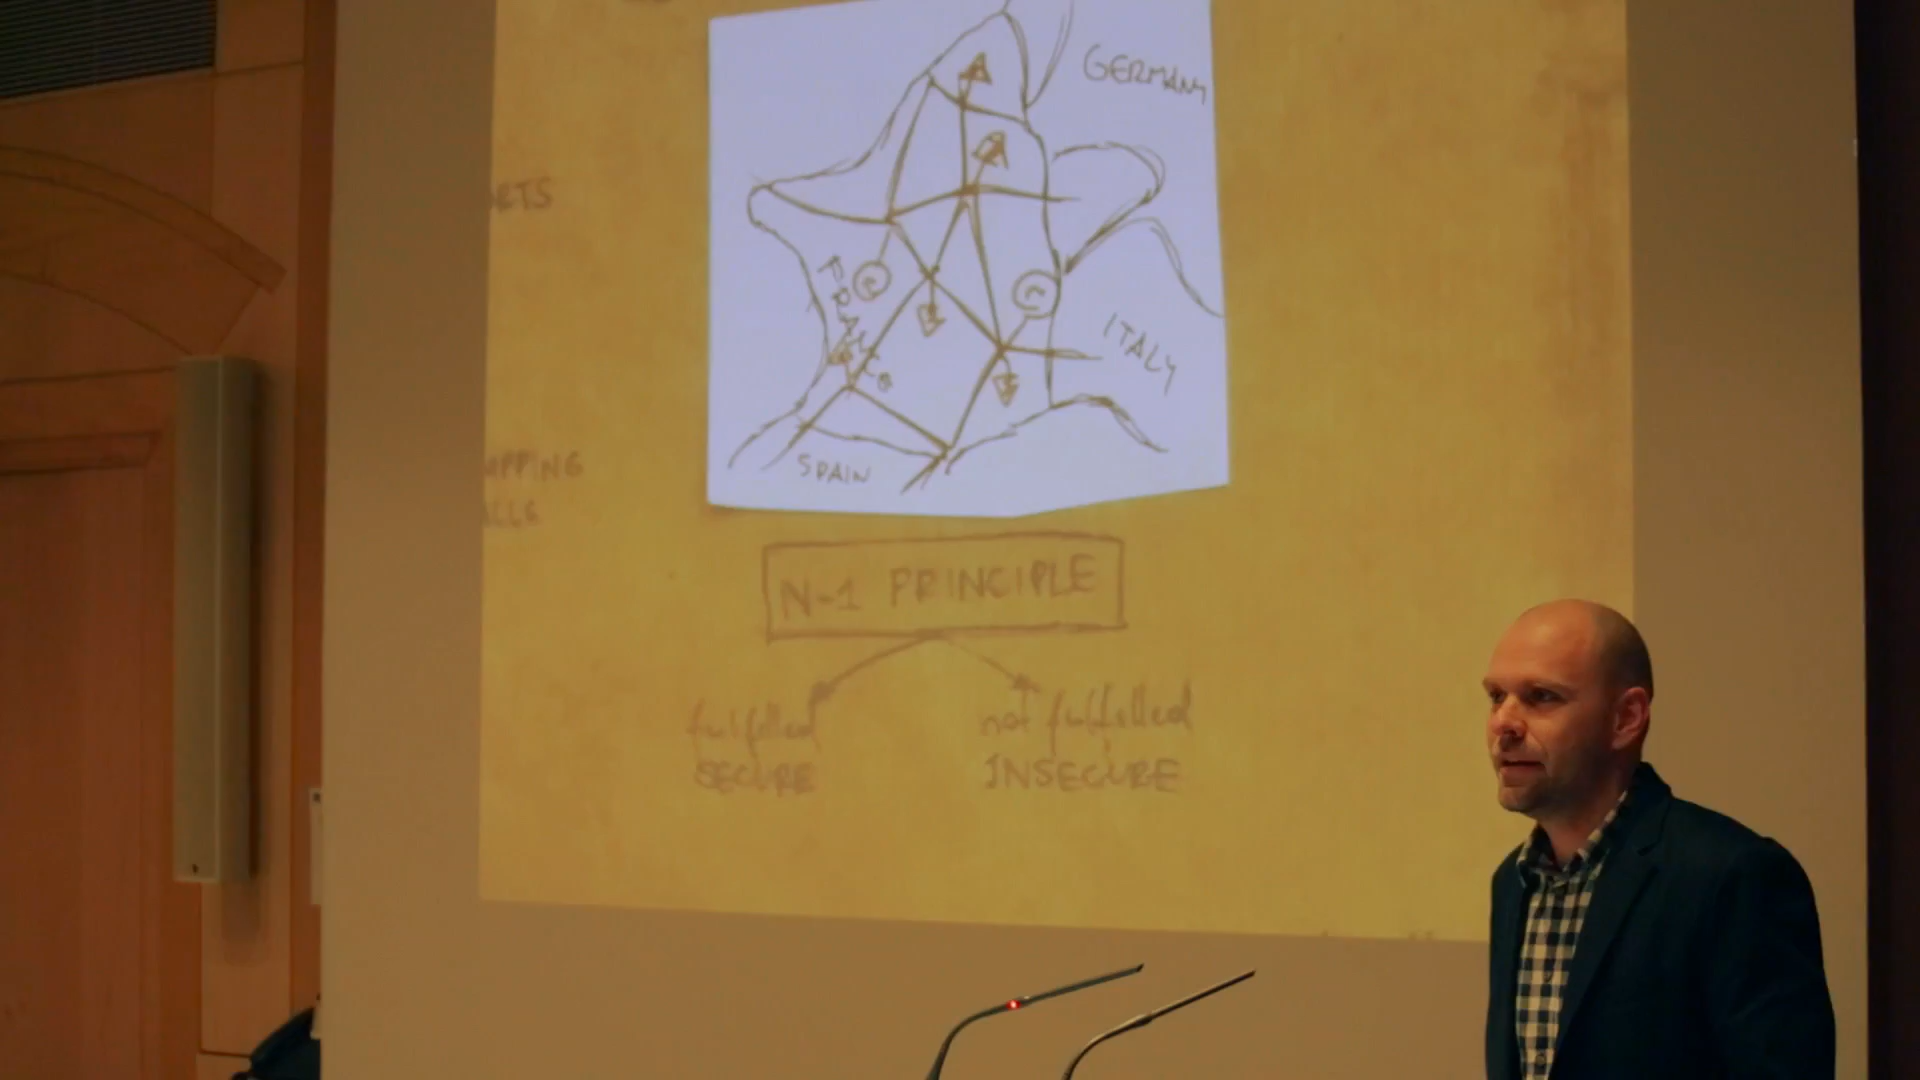 GERMANY
FRANCE
ITALY
SPAIN
N-1 PRINCIPLE
fulfilled
SECURE
not fulfilled
INSECURE